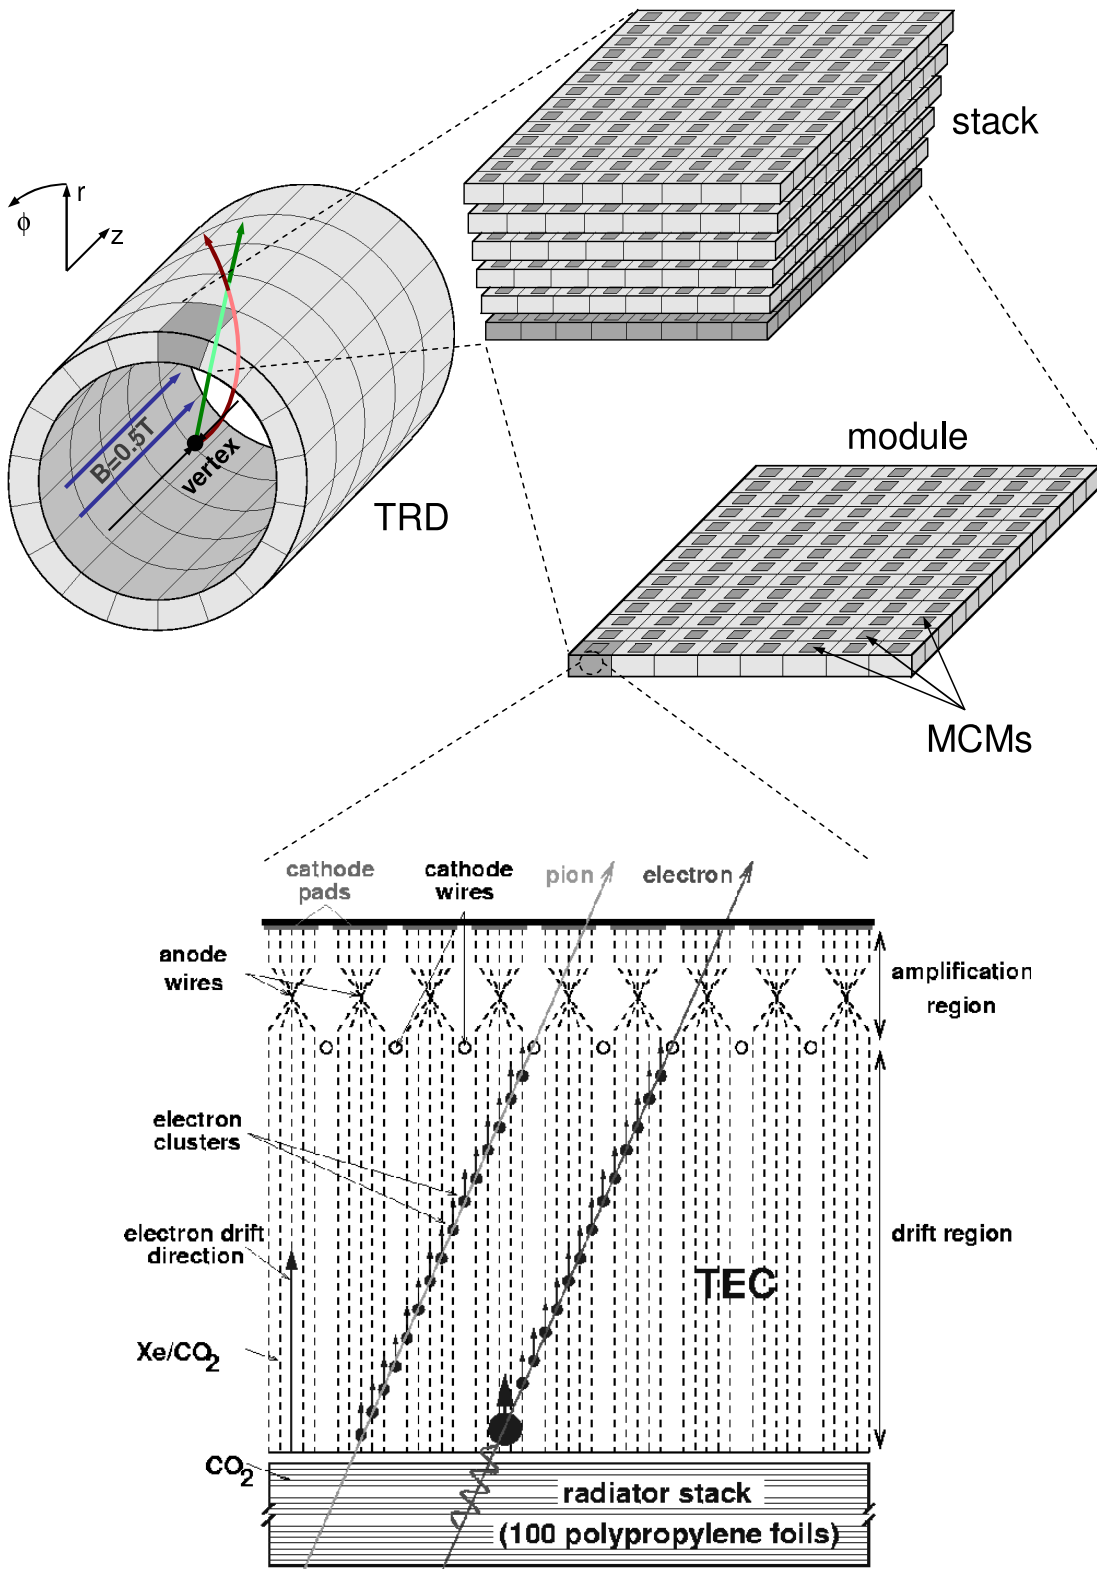 stack
r
ϕ
z
B=0.5T
vertex
TRD
module
MCMs
cathode
pads
cathode
wires
pion
electron
anode
wires
amplification
region
electron
clusters
electron drift
direction
drift region
TEC
Xe/CO2
CO2
radiator stack
(100 polypropylene foils)